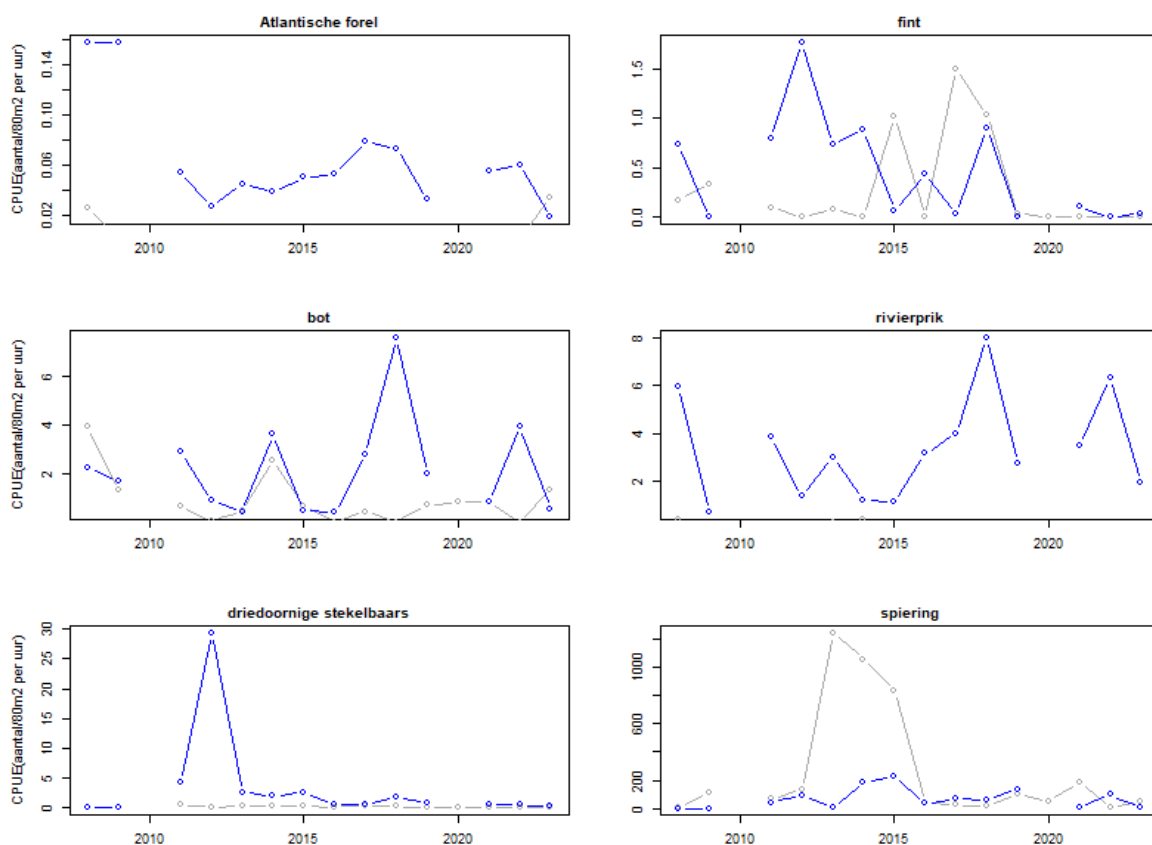 Atlantische forel
CPUE(aantal/80m2 per uur)
0.02 0.06 0.10 0.14
2010 2015 2020
fint
0.0 0.5 1.0 1.5
2010 2015 2020
bot
CPUE(aantal/80m2 per uur)
2 4 6
2010 2015 2020
rivierprik
2 4 6 8
2010 2015 2020
driedoornige stekelbaars
CPUE(aantal/80m2 per uur)
0 5 10 15 20 25 30
2010 2015 2020
spiering
0 200 600 1000
2010 2015 2020